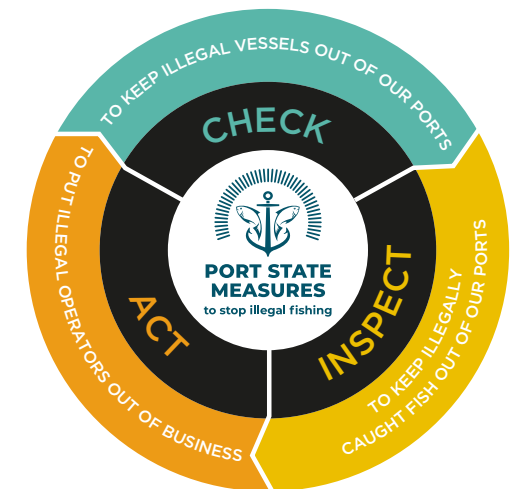 TO KEEP ILLEGAL VESSELS OUT OF OUR PORTS
CHECK
PORT STATE
MEASURES
to stop illegal fishing
INSPECT
TO KEEP ILLEGALLY
CAUGHT FISH OUT OF OUR PORTS
ACT
TO PUT ILLEGAL OPERATORS OUT OF BUSINESS